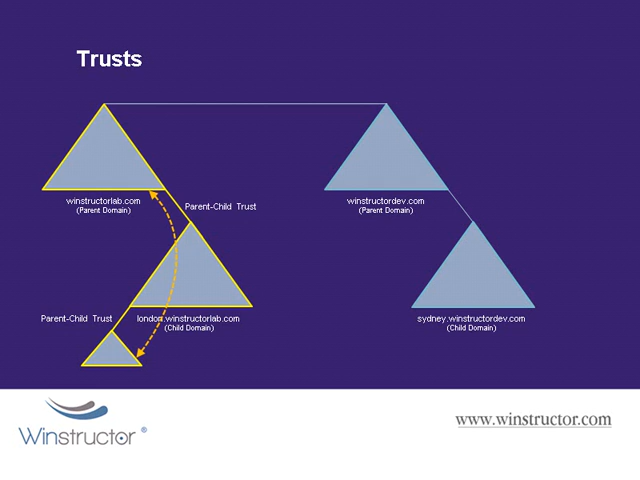 Trusts
winstructorlab.com
(Parent Domain)
winstructordev.com
(Parent Domain)
Parent-Child Trust
Parent-Child Trust
london.winstructorlab.com
(Child Domain)
sydney.winstructordev.com
(Child Domain)
Winstructor®
www.winstructor.com